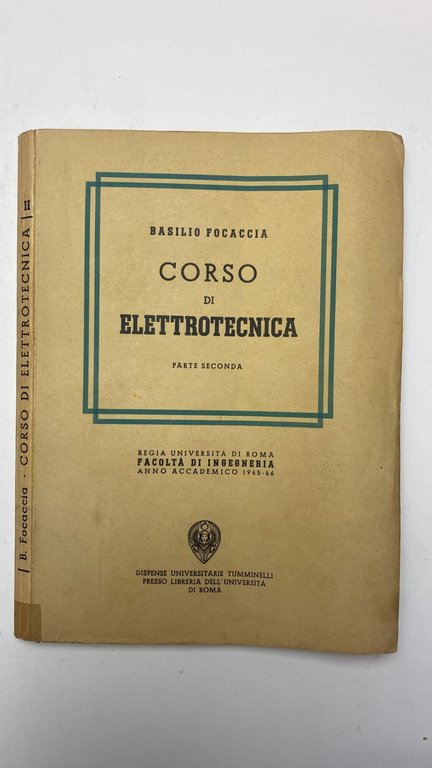 BASILIO FOCACCIA
CORSO
DI
ELETTROTECNICA
PARTE SECONDA
REGIA UNIVERSITÀ DI ROMA
FACOLTÀ DI INGEGNERIA
ANNO ACCADEMICO 1945-46
DISPENSE UNIVERSITARIE TUMMINELLI
PRESSO LIBRERIA DELL'UNIVERSITÀ
DI ROMA
B. Focaccia - CORSO DI ELETTROTECNICA | II